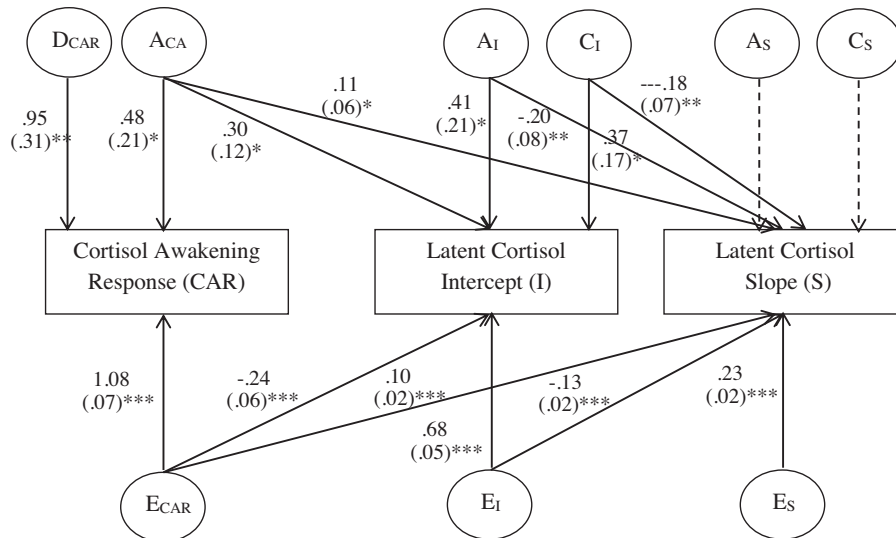 DCAR
ACA
AI
CI
AS
CS
.95
(.31)**
.48
(.21)*
.30
(.12)*
.11
(.06)*
.41
(.21)*
-.20
(.08)**
.37
(.17)*
---.18
(.07)**
Cortisol Awakening
Response (CAR)
Latent Cortisol
Intercept (I)
Latent Cortisol
Slope (S)
1.08
(.07)***
-.24
(.06)***
.10
(.02)***
.68
(.05)***
-.13
(.02)***
.23
(.02)***
ECAR
EI
ES